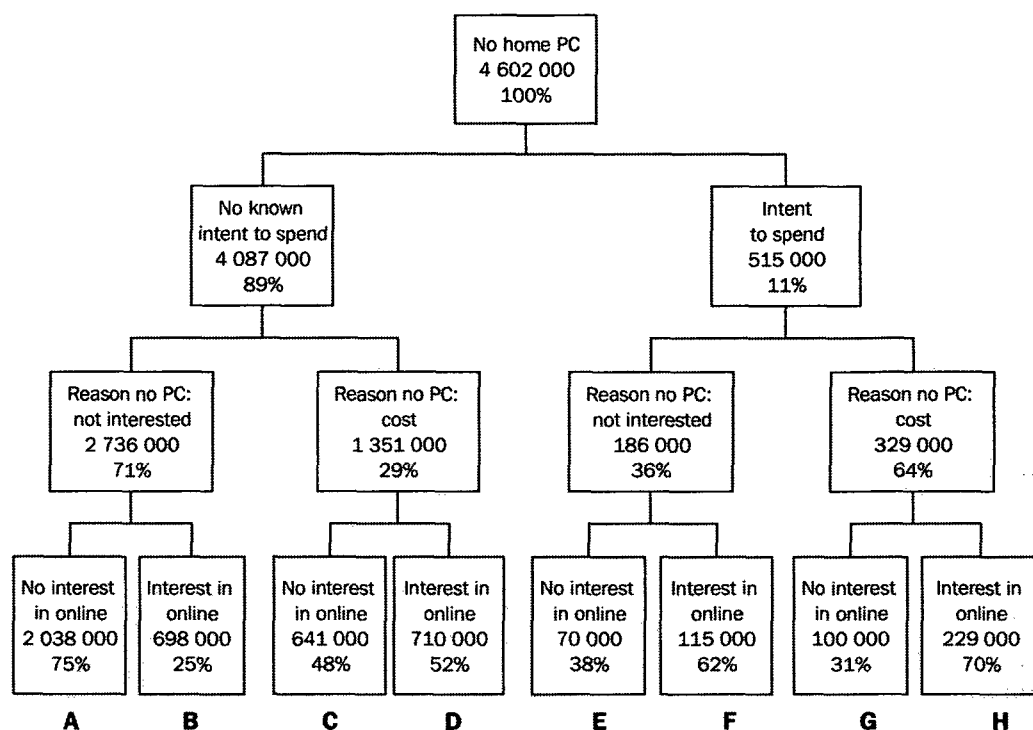 No home PC
4 602 000
100%
No known
intent to spend
4 087 000
89%
Intent
to spend
515 000
11%
Reason no PC:
not interested
2 736 000
71%
Reason no PC:
cost
1 351 000
29%
Reason no PC:
not interested
186 000
36%
Reason no PC:
cost
329 000
64%
No interest
in online
2 038 000
75%
Interest in
online
698 000
25%
No interest
in online
641 000
48%
Interest in
online
710 000
52%
No interest
in online
70 000
38%
Interest in
online
115 000
62%
No interest
in online
100 000
31%
Interest in
online
229 000
70%
A B C D E F G H